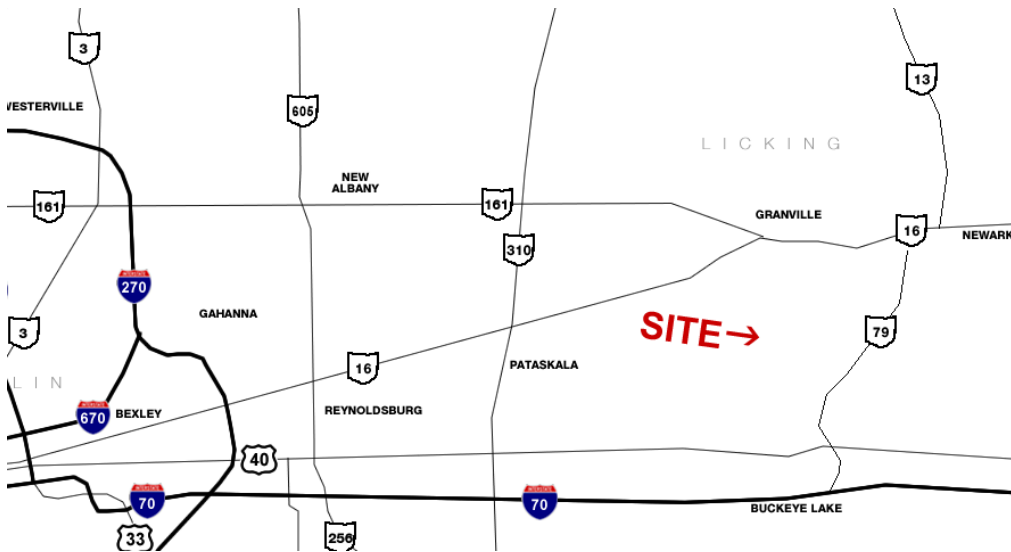 3
13
WESTERVILLE
605
LICKING
NEW
ALBANY
161
161
GRANVILLE
16
NEWARK
310
270
GAHANNA
3
SITE→
79
16
PATASKALA
LIN
BEXLEY
670
REYNOLDSBURG
40
70
70
BUCKEYE LAKE
33
256